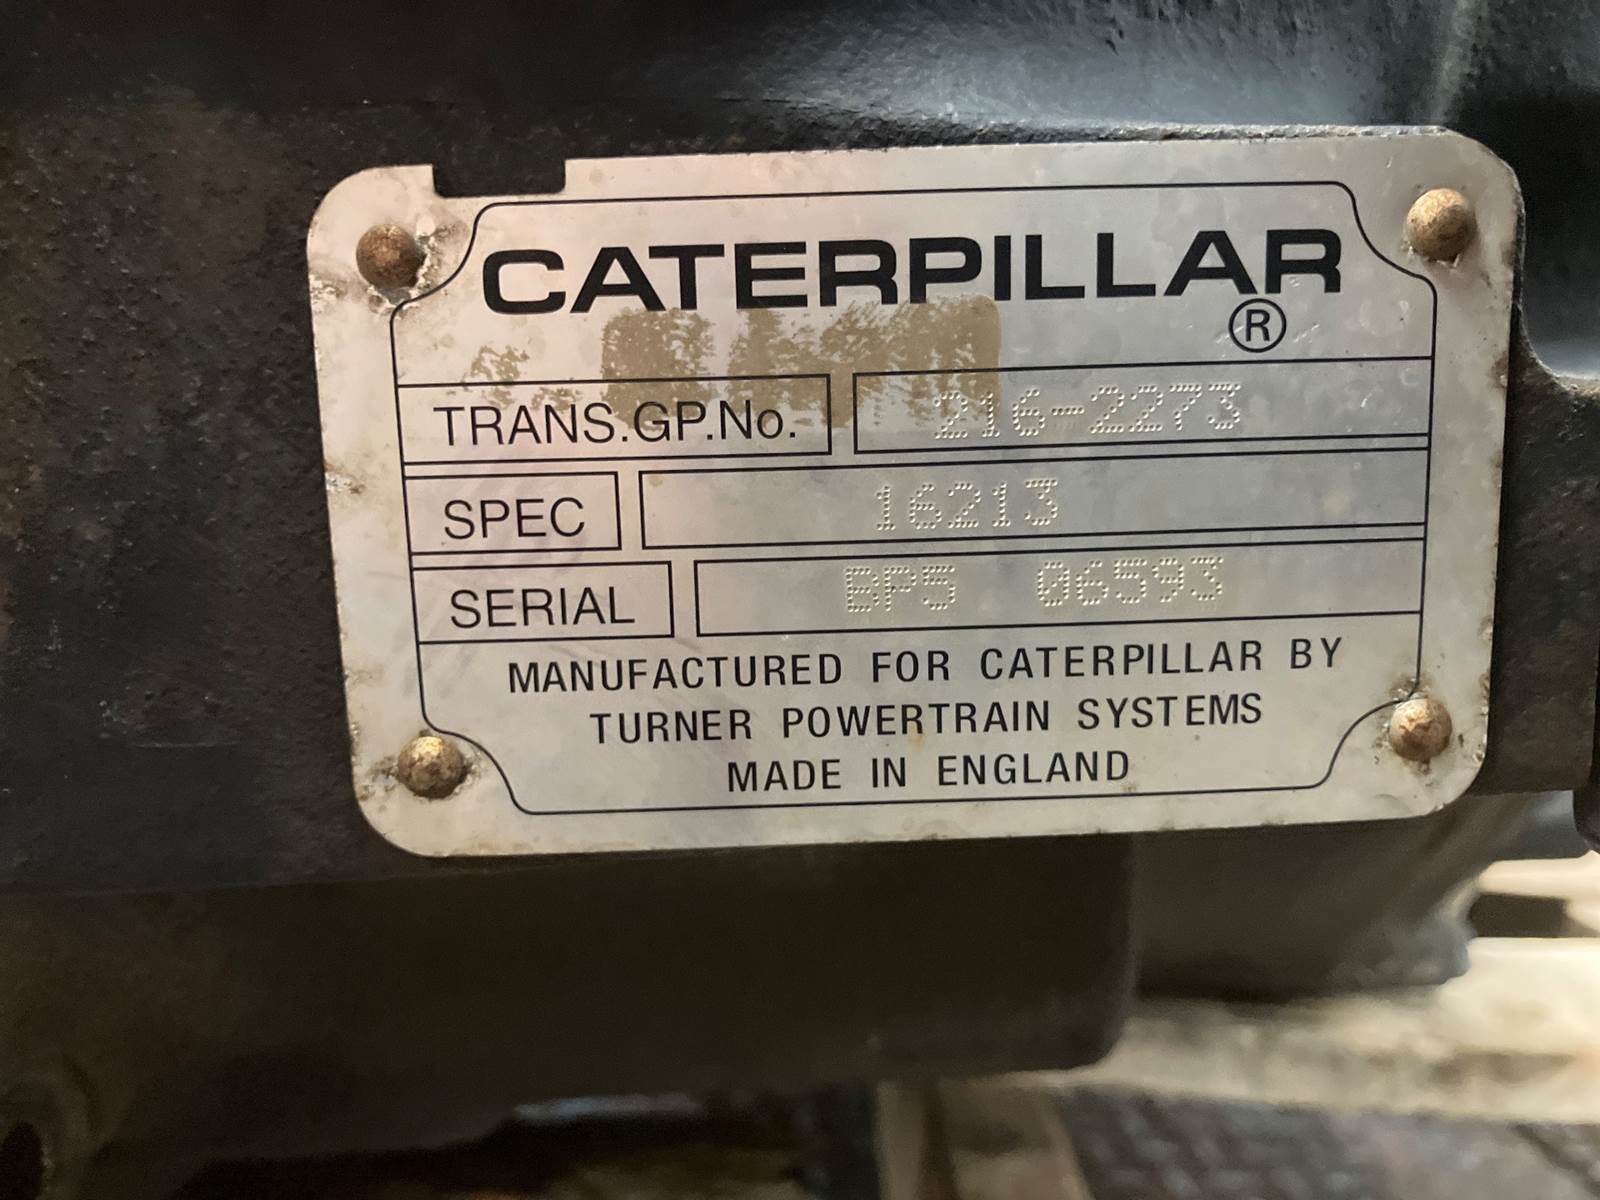 CATERPILLAR
®
TRANS.GP.No. 216-2273
SPEC 16213
SERIAL BP5 06593
MANUFACTURED FOR CATERPILLAR BY
TURNER POWERTRAIN SYSTEMS
MADE IN ENGLAND